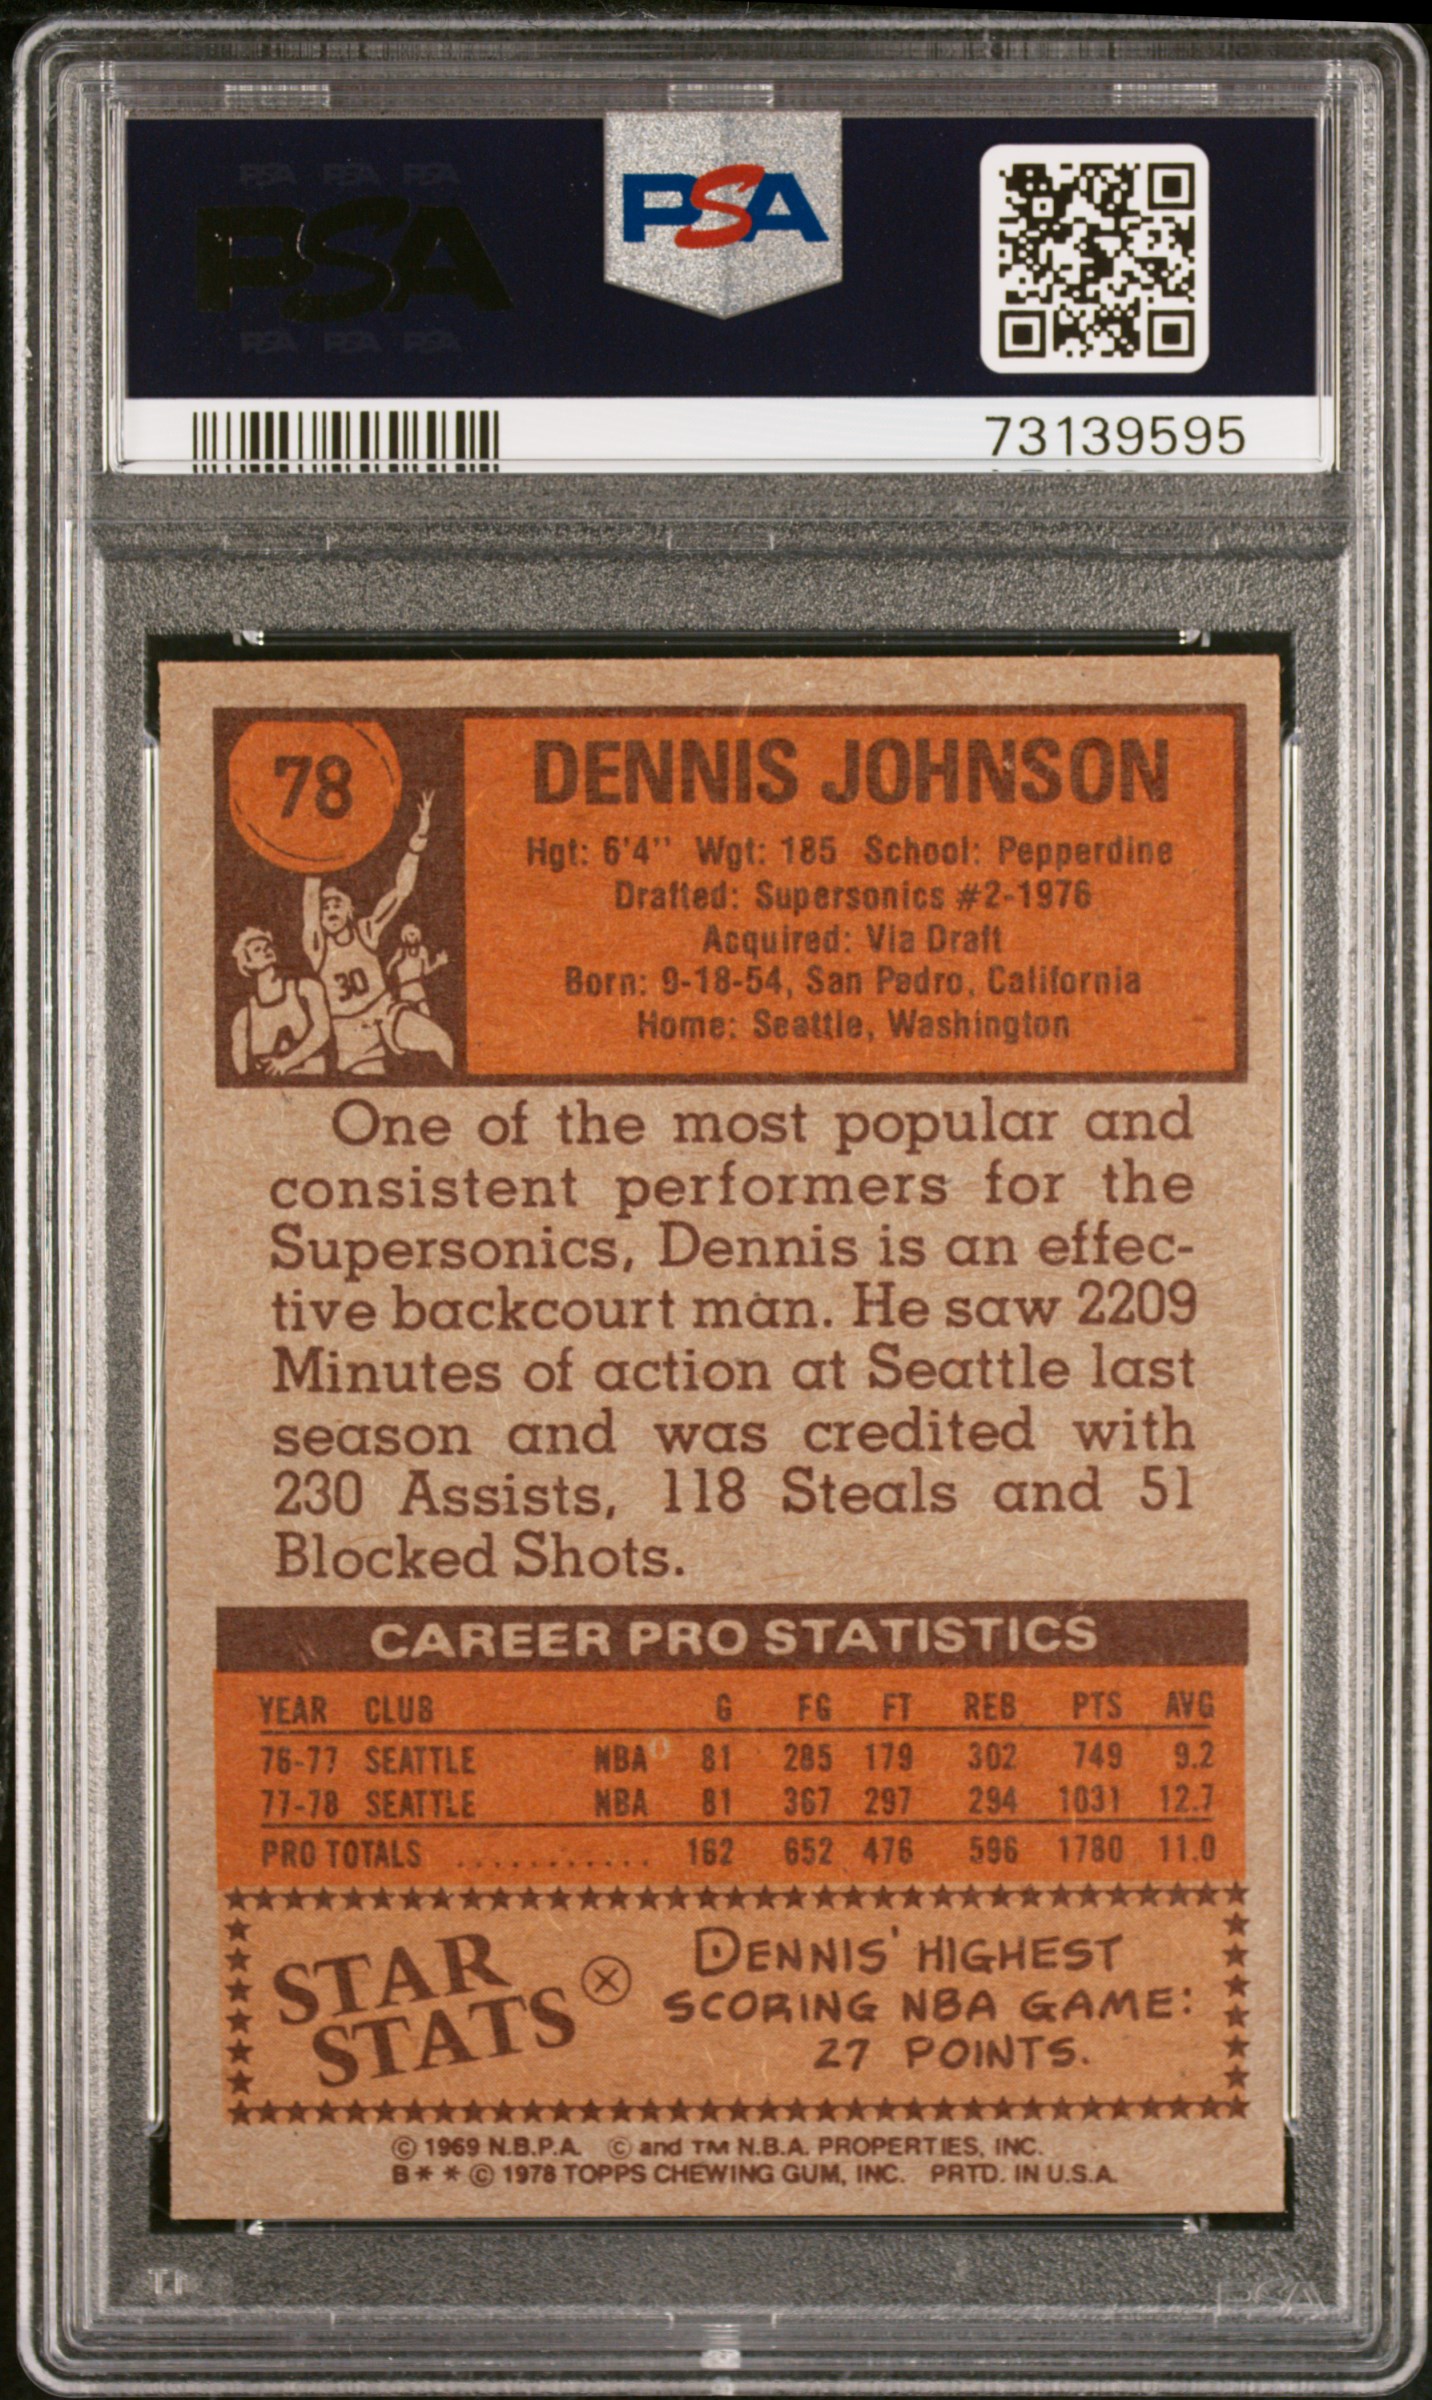 PSA PSA PSA
PSA
PSA PSA PSA
PSA
73139595
78
30
DENNIS JOHNSON
Hgt: 6'4" Wgt: 185 School: Pepperdine
Drafted: Supersonics #2-1976
Acquired: Via Draft
Born: 9-18-54, San Pedro, California
Home: Seattle, Washington
One of the most popular and
consistent performers for the
Supersonics, Dennis is an effec-
tive backcourt man. He saw 2209
Minutes of action at Seattle last
season and was credited with
230 Assists, 118 Steals and 51
Blocked Shots.
CAREER PRO STATISTICS
YEAR CLUB G FG FT REB PTS AVG
76-77 SEATTLE NBA 81 285 179 302 749 9.2
77-78 SEATTLE NBA 81 367 297 294 1031 12.7
PRO TOTALS ........... 162 652 476 596 1780 11.0
STAR
STATS
DENNIS' HIGHEST
SCORING NBA GAME:
27 POINTS.
© 1969 N.B.P.A. © and TM N.B.A. PROPERTIES, INC.
B * * © 1978 TOPPS CHEWING GUM, INC. PRTD. IN U.S.A.
PSA